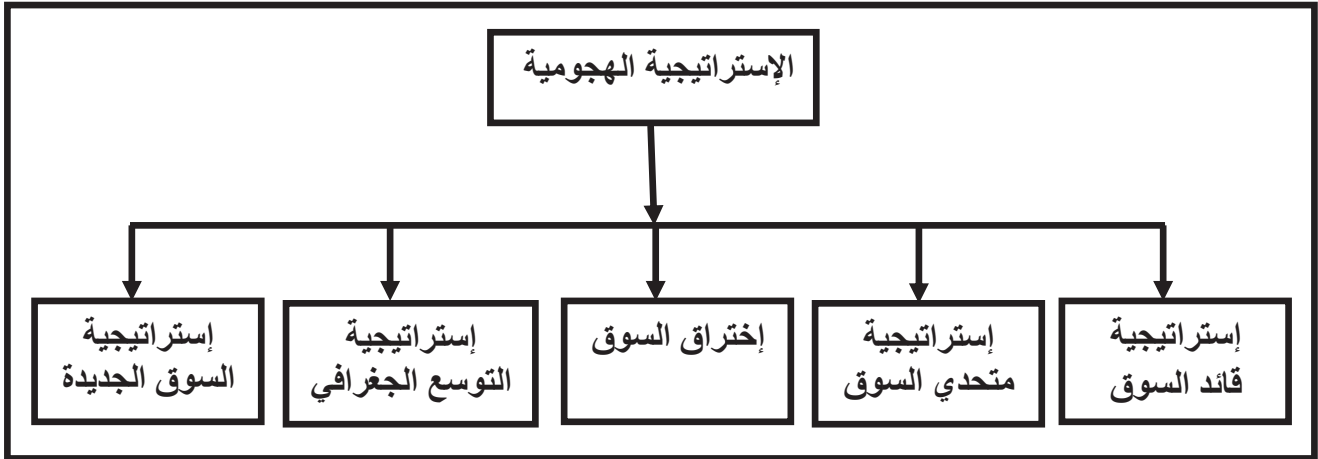 الإستراتيجية الهجومية
إستراتيجية
قائد السوق
إستراتيجية
متحدي السوق
إختراق السوق
إستراتيجية
التوسع الجغرافي
إستراتيجية
السوق الجديدة